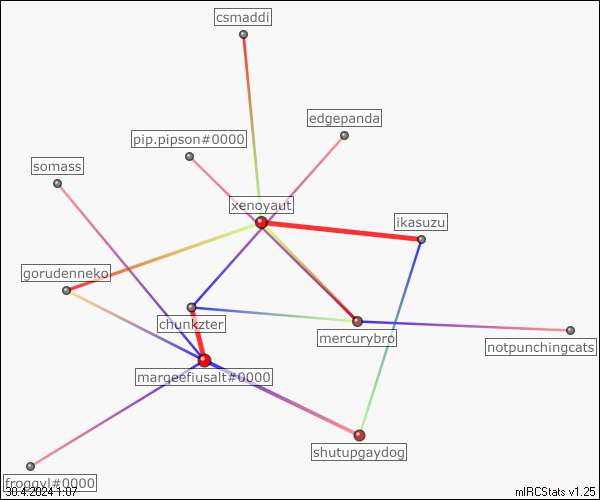 csmaddi
edgepanda
pip.pipson#0000
somass
xenoyaut
ikasuzu
gorudenneko
chunkzter
mercurybro
notpunchingcats
margefiusalt#0000
shutupgaydog
froggyl#0000
30.4.2024 1:07
mIRCStats v1.25